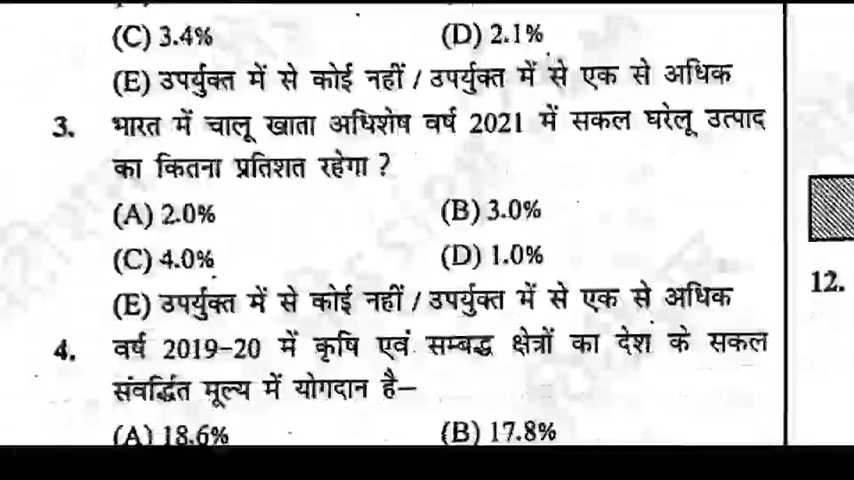 (C) 3.4% (D) 2.1%
(E) उपर्युक्त में से कोई नहीं / उपर्युक्त में से एक से अधिक
3. भारत में चालू खाता अधिशेष वर्ष 2021 में सकल घरेलू उत्पाद
का कितना प्रतिशत रहेगा ?
(A) 2.0% (B) 3.0%
(C) 4.0% (D) 1.0%
(E) उपर्युक्त में से कोई नहीं / उपर्युक्त में से एक से अधिक
12.
4. वर्ष 2019-20 में कृषि एवं सम्बद्ध क्षेत्रों का देश के सकल
संवर्द्धित मूल्य में योगदान है–
(A) 18.6% (B) 17.8%